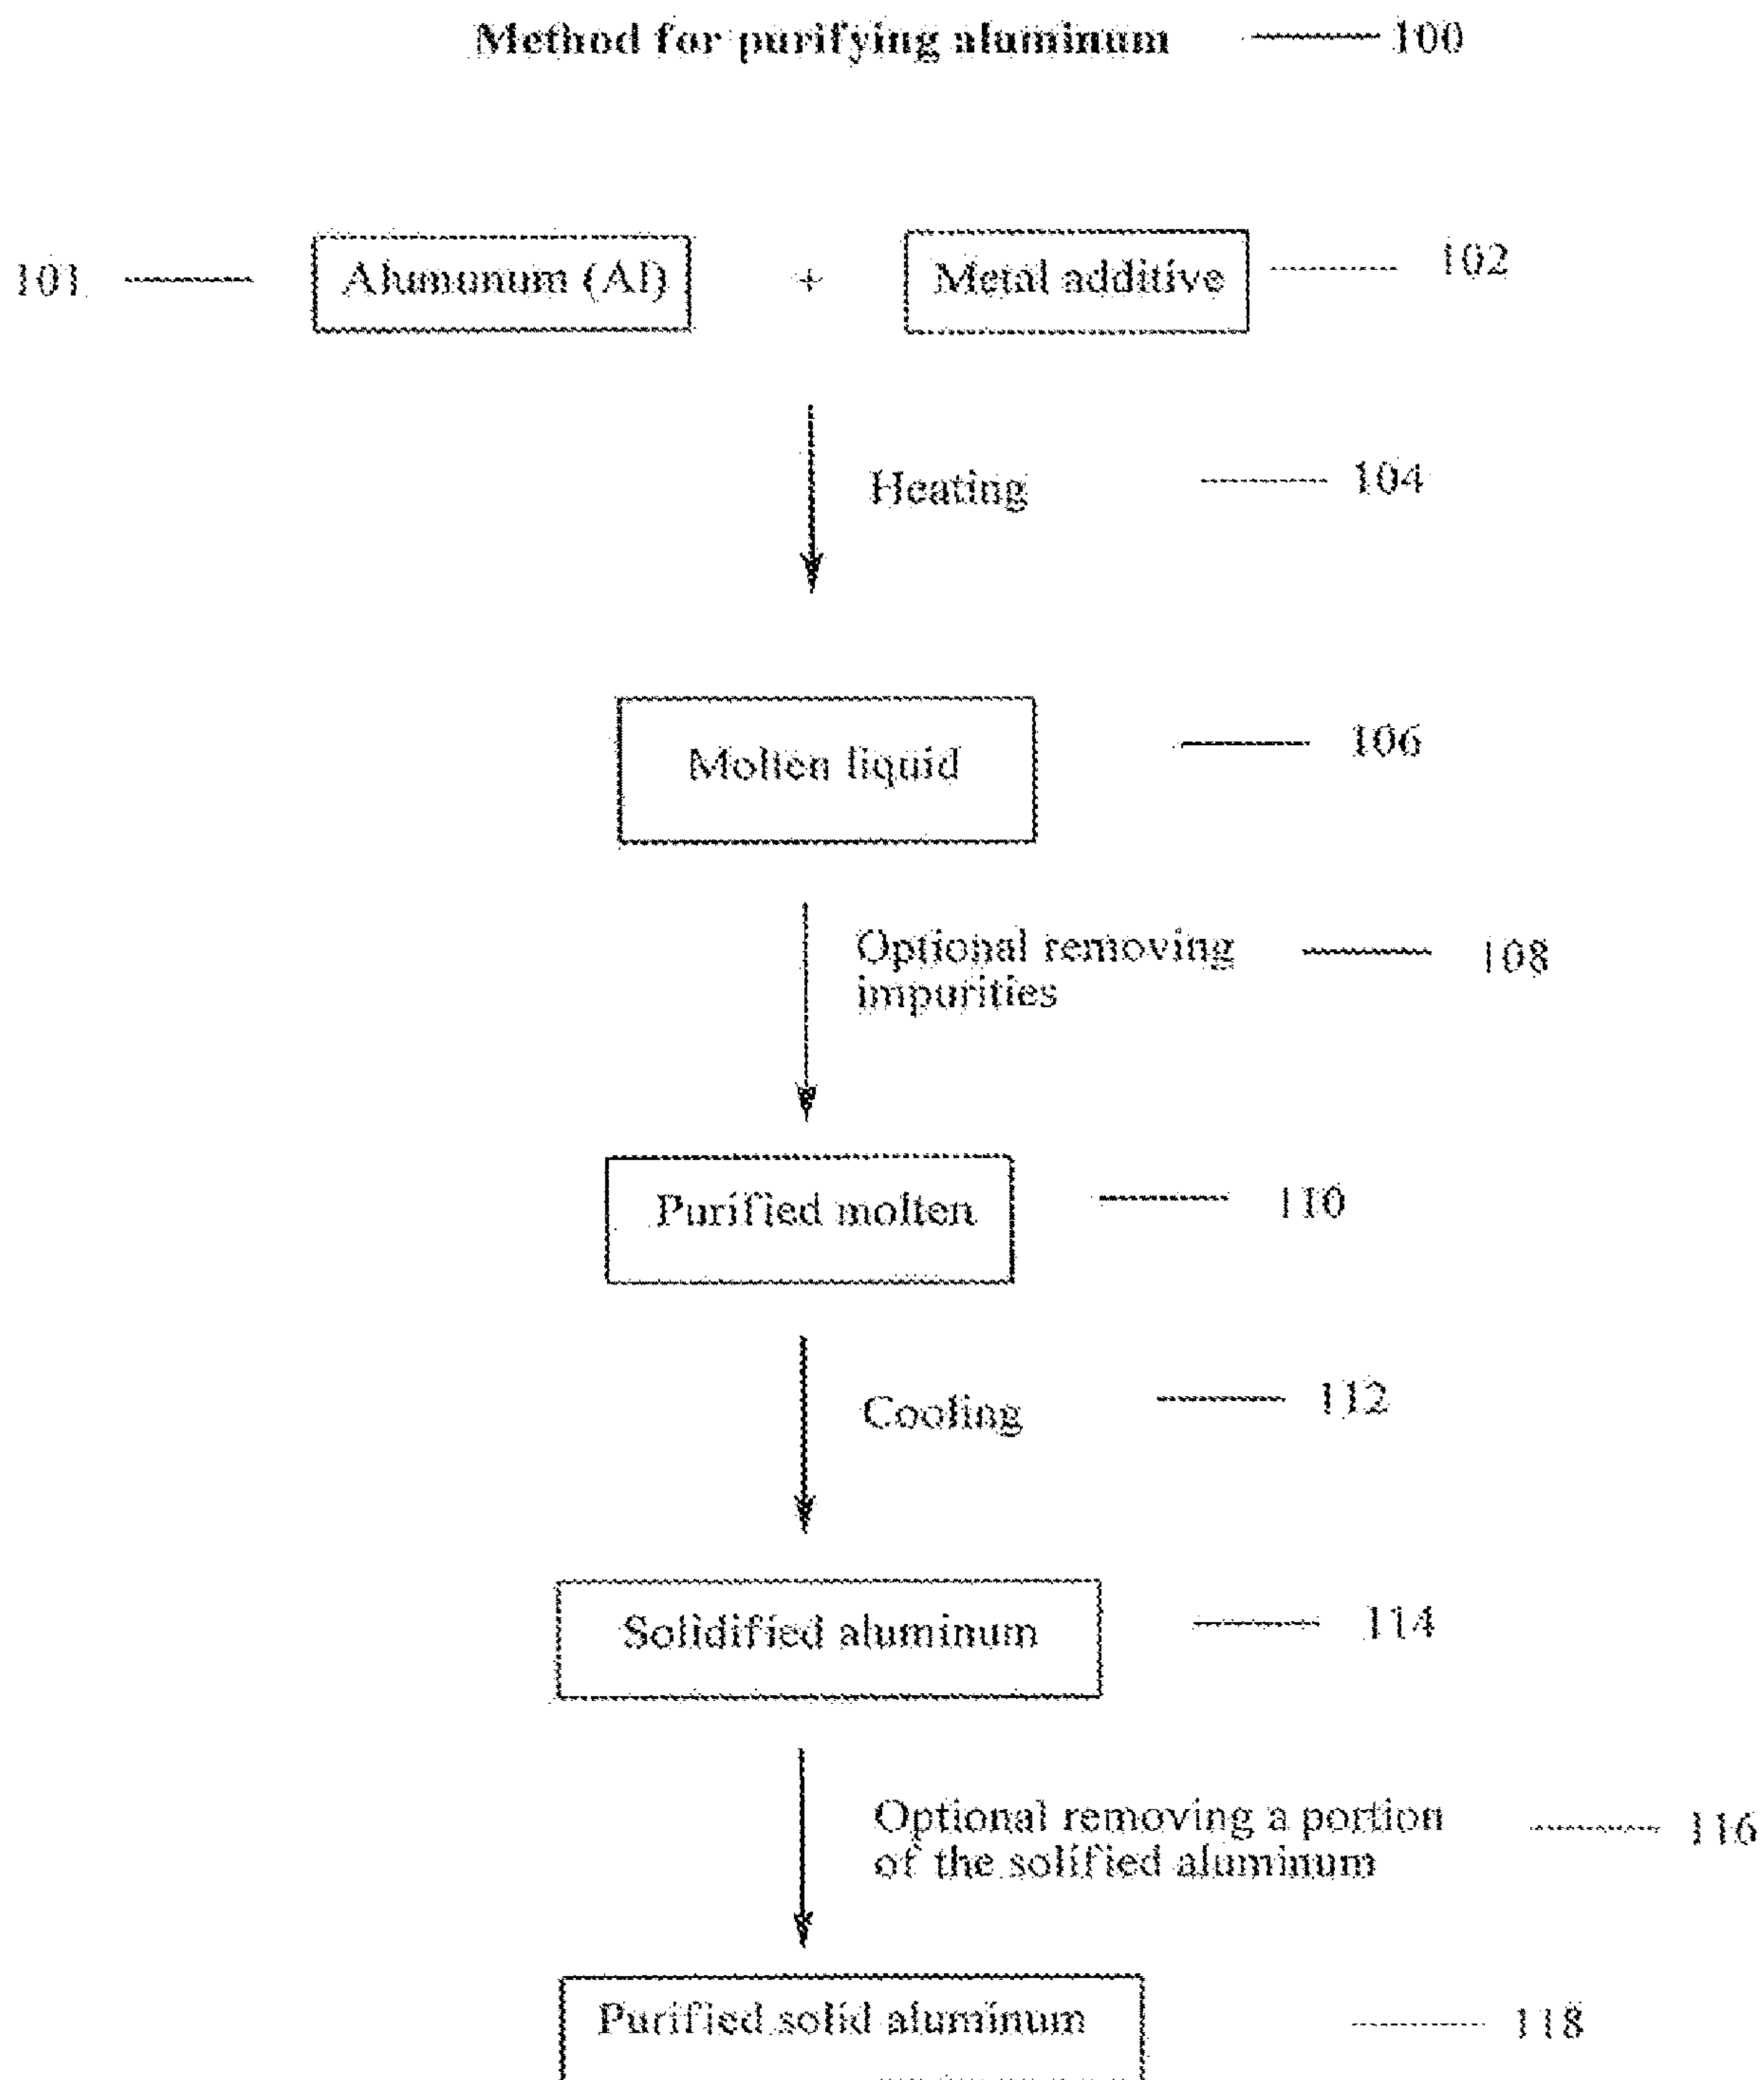 Method for purifying aluminum 100
101 Alumunum (Al) + Metal additive 102
Heating 104
Molten liquid 106
Optional removing 108
impurities
Purified molten 110
Cooling 112
Solidified aluminum 114
Optional removing a portion 116
of the solified aluminum
Purified solid aluminum 118